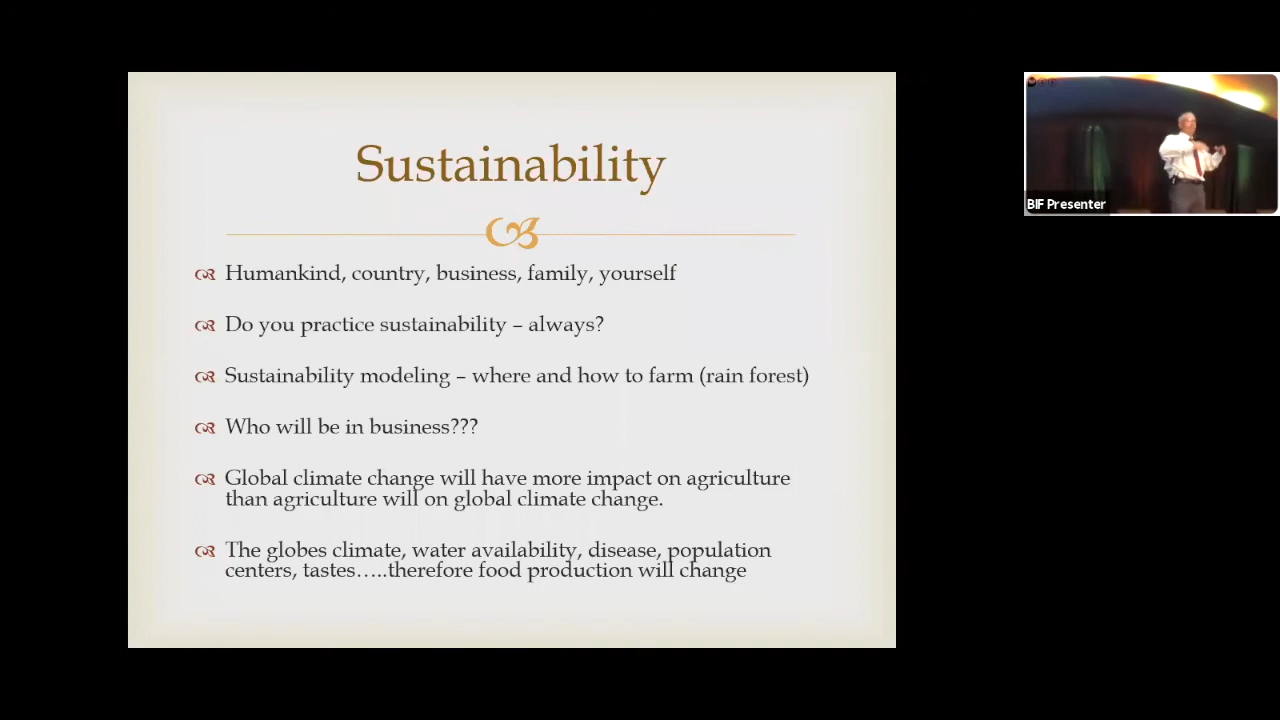 Sustainability
Humankind, country, business, family, yourself
Do you practice sustainability – always?
Sustainability modeling – where and how to farm (rain forest)
Who will be in business???
Global climate change will have more impact on agriculture
than agriculture will on global climate change.
The globes climate, water availability, disease, population
centers, tastes…..therefore food production will change
BIF Presenter